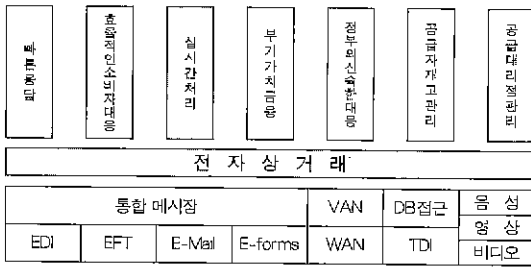 빠른응답
효율적인소비자대응
실시간처리
부가가치금융
정부의신속한대응
공급자재고관리
공급대리점관리
전 자 상 거 래
통합 메시징 VAN DB접근 음 성
영 상
EDI EFT E-Mail E-forms WAN TDI 비디오